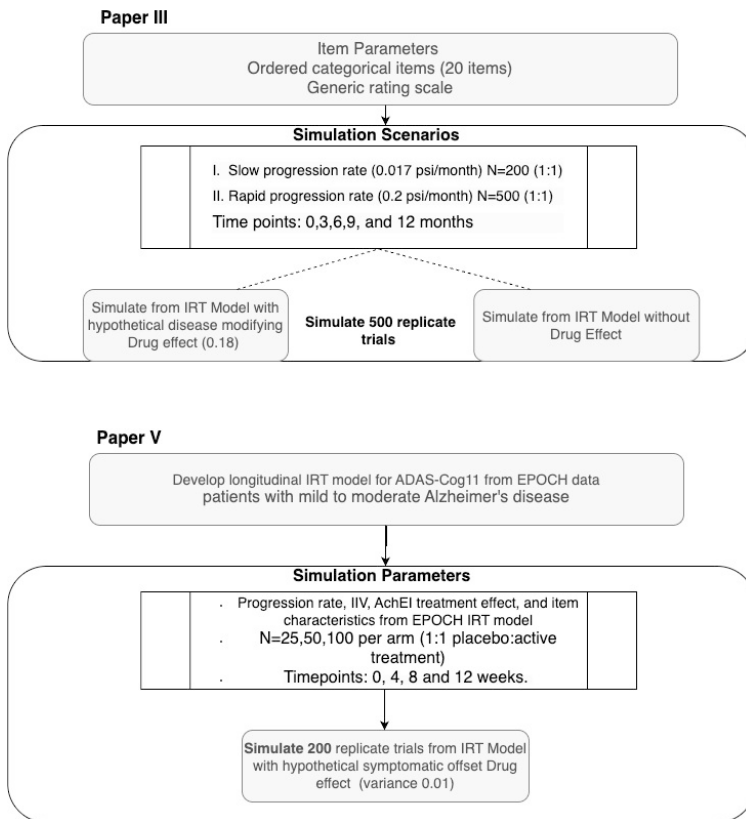 Paper III
Item Parameters
Ordered categorical items (20 items)
Generic rating scale
Simulation Scenarios
I. Slow progression rate (0.017 psi/month) N=200 (1:1)
II. Rapid progression rate (0.2 psi/month) N=500 (1:1)
Time points: 0,3,6,9, and 12 months
Simulate from IRT Model with
hypothetical disease modifying
Drug effect (0.18)
Simulate 500 replicate
trials
Simulate from IRT Model without
Drug Effect
Paper V
Develop longitudinal IRT model for ADAS-Cog11 from EPOCH data
patients with mild to moderate Alzheimer's disease
Simulation Parameters
· Progression rate, IIV, AchEI treatment effect, and item
characteristics from EPOCH IRT model
· N=25,50,100 per arm (1:1 placebo:active
treatment)
· Timepoints: 0, 4, 8 and 12 weeks.
Simulate 200 replicate trials from IRT Model
with hypothetical symptomatic offset Drug
effect (variance 0.01)